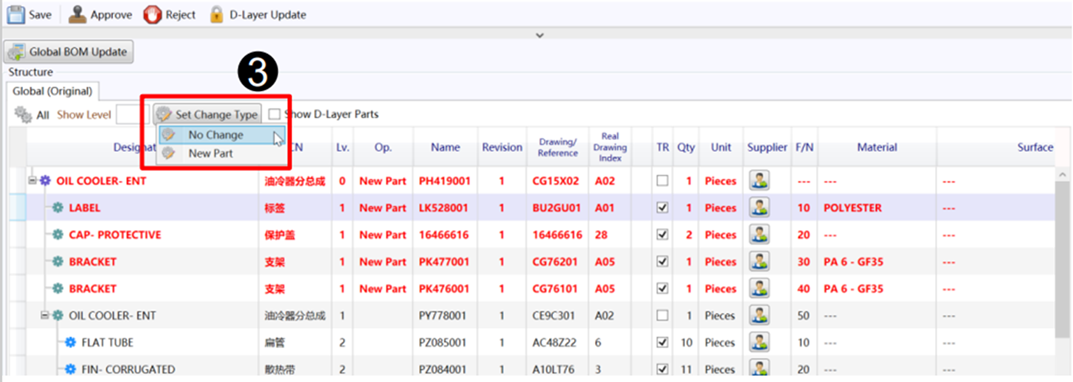 Save Approve Reject D-Layer Update
Global BOM Update
3
Structure
Global (Original)
All Show Level Set Change Type Show D-Layer Parts
No Change
New Part
Designat CN Lv. Op. Name Revision Drawing/ Reference Real Drawing Index TR Qty Unit Supplier F/N Material Surface
OIL COOLER- ENT 油冷器分总成 0 New Part PH419001 1 CG15X02 A02 1 Pieces --- --- ---
LABEL 标签 1 New Part LK528001 1 BU2GU01 A01 1 Pieces 10 POLYESTER ---
CAP- PROTECTIVE 保护盖 1 New Part 16466616 1 16466616 28 2 Pieces 20 --- ---
BRACKET 支架 1 New Part PK477001 1 CG76201 A05 1 Pieces 30 PA 6 - GF35 ---
BRACKET 支架 1 New Part PK476001 1 CG76101 A05 1 Pieces 40 PA 6 - GF35 ---
OIL COOLER- ENT 油冷器分总成 1 PY778001 1 CE9C301 A02 1 Pieces 50 --- ---
FLAT TUBE 扁管 2 PZ085001 1 AC48Z22 6 10 Pieces 10 --- ---
FIN- CORRUGATED 散热带 2 PZ084001 1 A10LT76 3 11 Pieces 20 --- ---